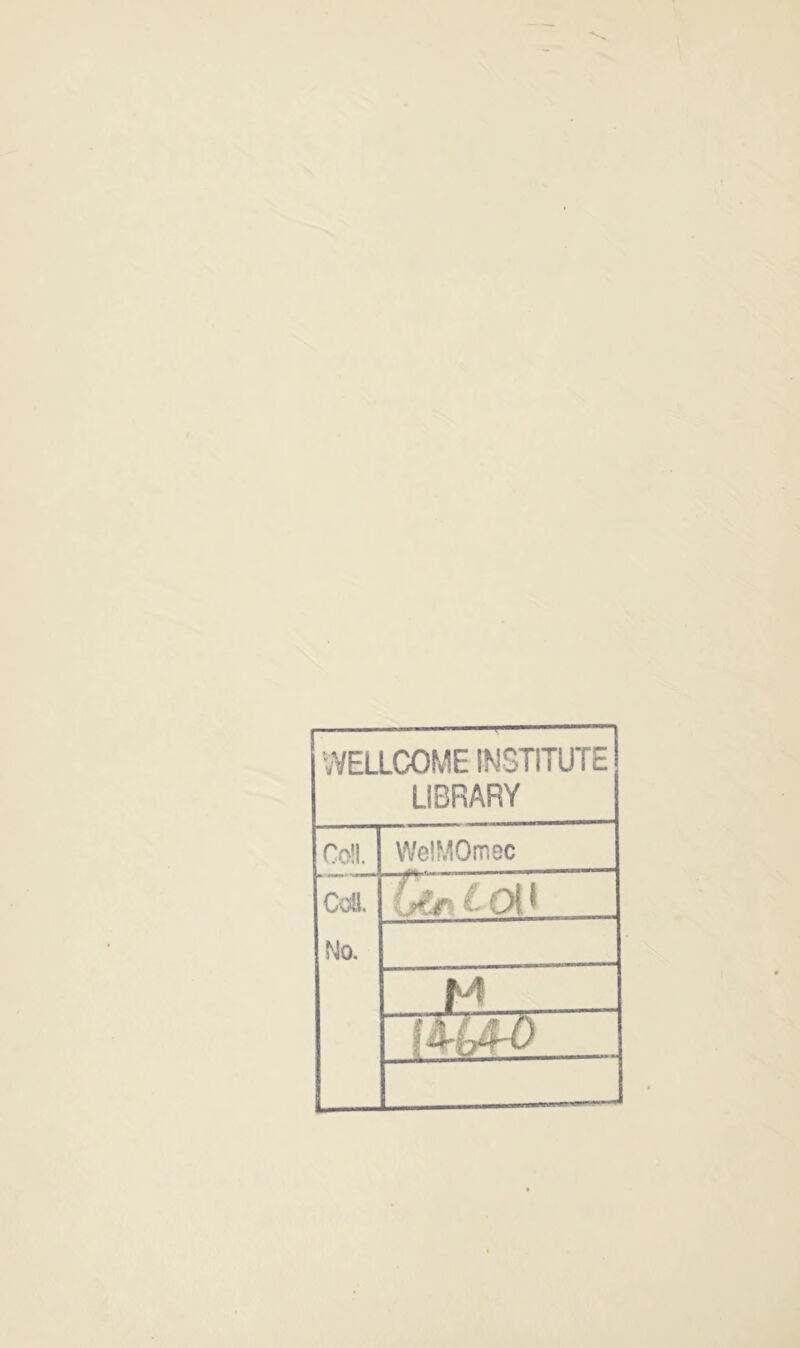 WELLCOME INSTITUTE
LIBRARY
Coll. WelMOmec
Coll. Gen Coll
No.
M
14640